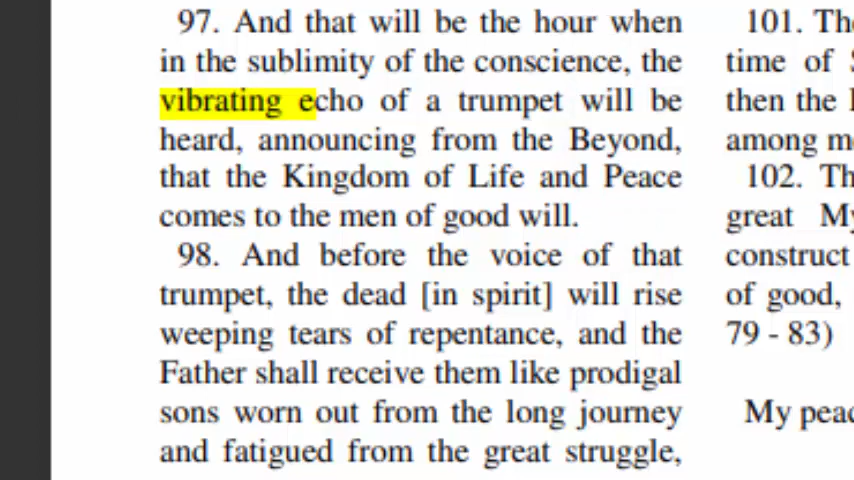 97. And that will be the hour when
in the sublimity of the conscience, the
vibrating echo of a trumpet will be
heard, announcing from the Beyond,
that the Kingdom of Life and Peace
comes to the men of good will.
98. And before the voice of that
trumpet, the dead [in spirit] will rise
weeping tears of repentance, and the
Father shall receive them like prodigal
sons worn out from the long journey
and fatigued from the great struggle,
101.
time of
then the
among
102.
great
construct
of good,
79 - 83)
My